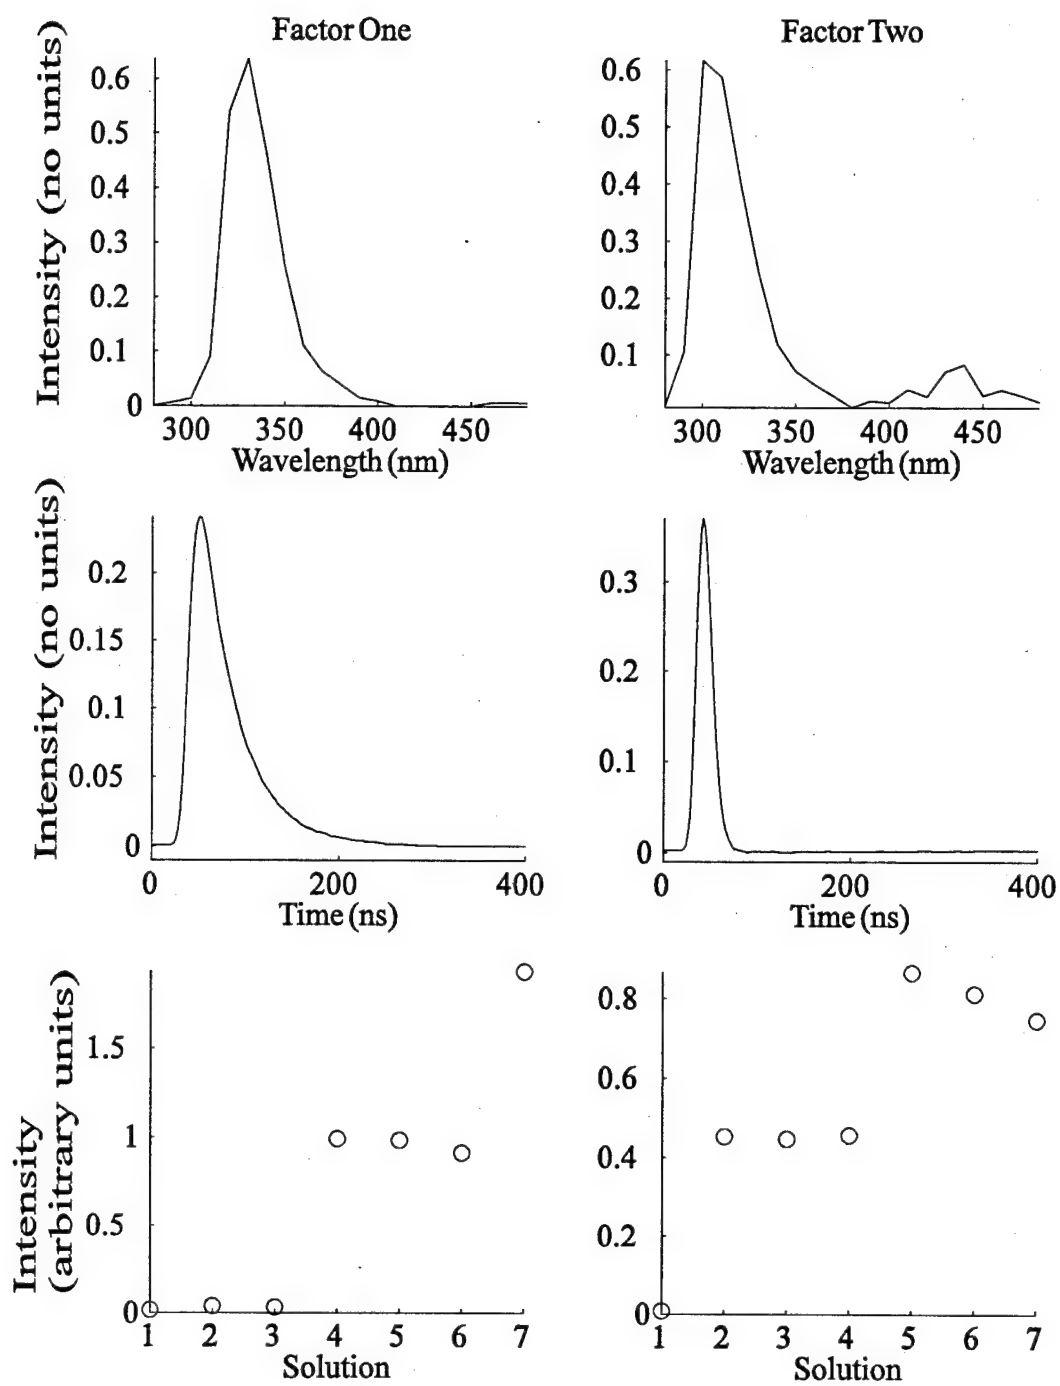 Factor One
Factor Two
Intensity (no units)
0.6
0.5
0.4
0.3
0.2
0.1
0
300 350 400 450
Wavelength (nm)
0.6
0.5
0.4
0.3
0.2
0.1
300 350 400 450
Wavelength (nm)
Intensity (no units)
0.2
0.15
0.1
0.05
0
0 200 400
Time (ns)
0.3
0.2
0.1
0
0 200 400
Time (ns)
Intensity
(arbitrary units)
1.5
1
0.5
0
1 2 3 4 5 6 7
Solution
0.8
0.6
0.4
0.2
0
1 2 3 4 5 6 7
Solution